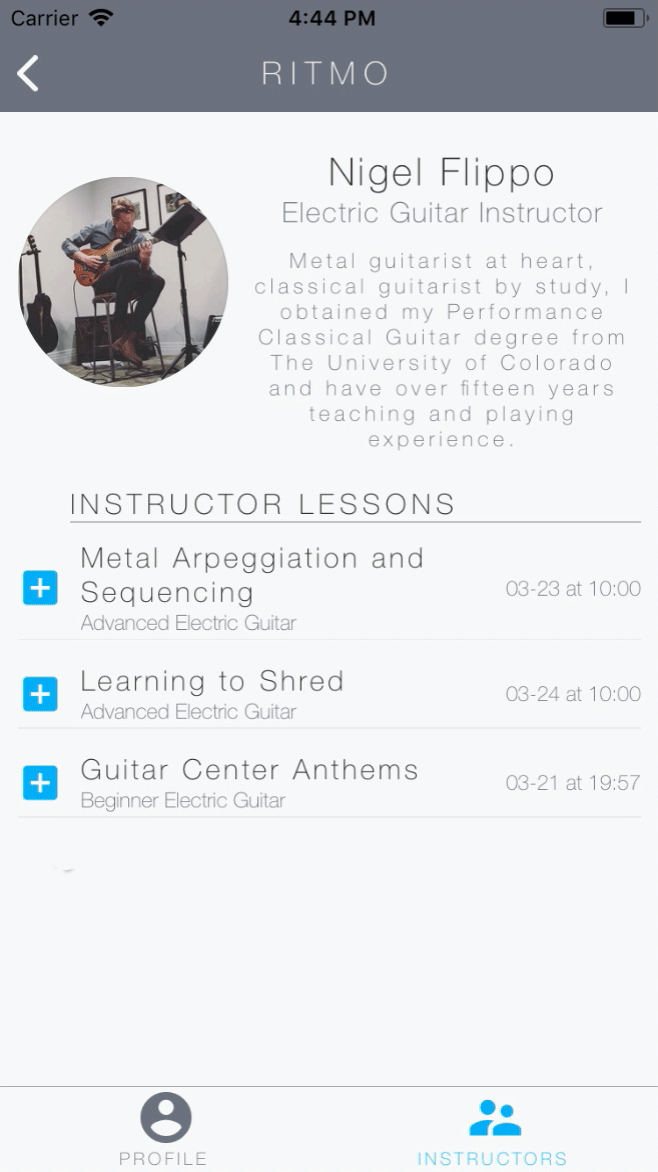 Carrier
4:44 PM
RITMO
Nigel Flippo
Electric Guitar Instructor
Metal guitarist at heart,
classical guitarist by study, I
obtained my Performance
Classical Guitar degree from
The University of Colorado
and have over fifteen years
teaching and playing
experience.
INSTRUCTOR LESSONS
Metal Arpeggiation and
Sequencing
Advanced Electric Guitar
03-23 at 10:00
Learning to Shred
Advanced Electric Guitar
03-24 at 10:00
Guitar Center Anthems
Beginner Electric Guitar
03-21 at 19:57
PROFILE
INSTRUCTORS